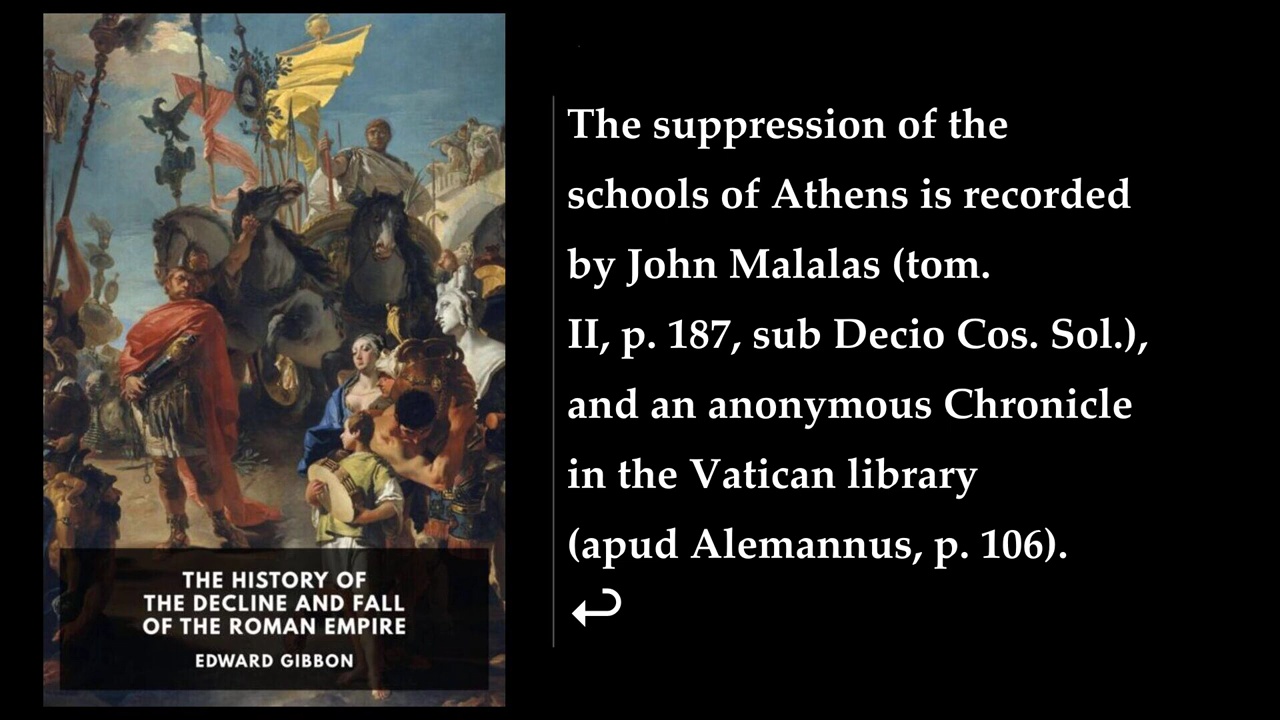 THE HISTORY OF
THE DECLINE AND FALL
OF THE ROMAN EMPIRE
EDWARD GIBBON
The suppression of the
schools of Athens is recorded
by John Malalas (tom.
II, p. 187, sub Decio Cos. Sol.),
and an anonymous Chronicle
in the Vatican library
(apud Alemannus, p. 106).
↩